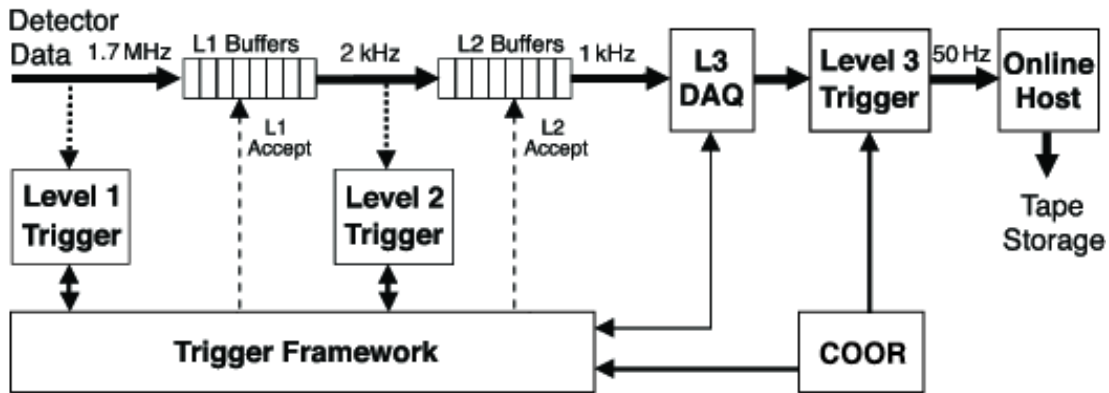 Detector
Data
1.7 MHz
L1 Buffers
2 kHz
L2 Buffers
1 kHz
L3
DAQ
Level 3
Trigger
50 Hz
Online
Host
L1
Accept
L2
Accept
Level 1
Trigger
Level 2
Trigger
Tape
Storage
Trigger Framework
COOR